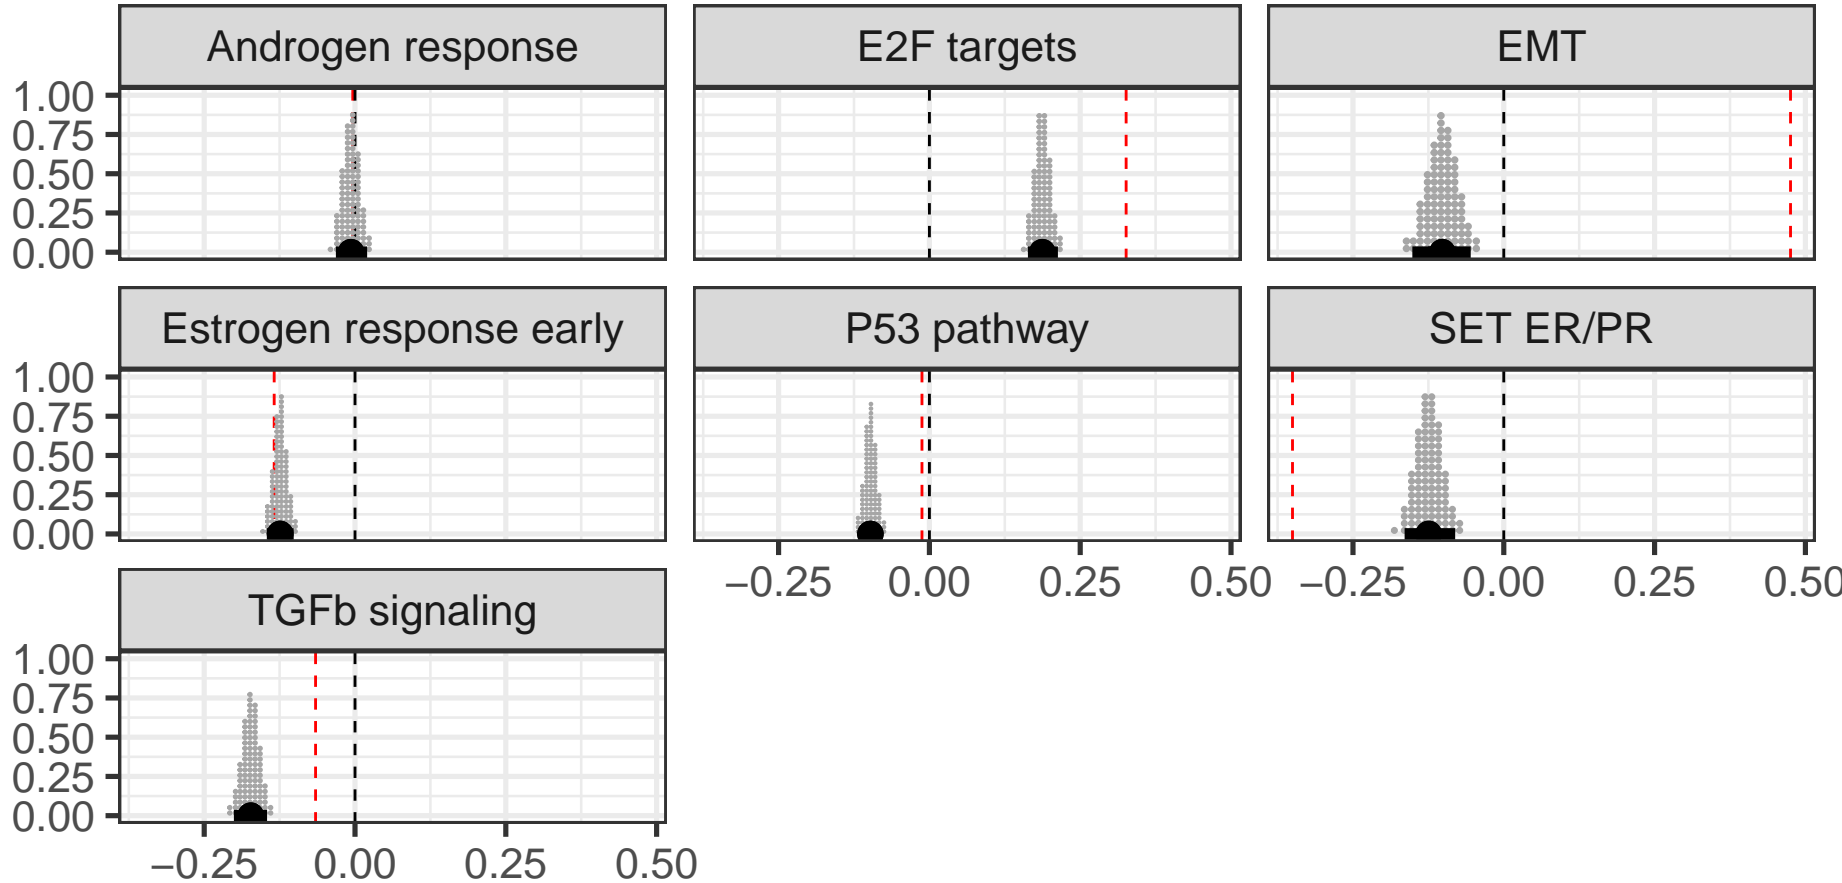 Androgen response
E2F targets
EMT
1.00
0.75
0.50
0.25
0.00
Estrogen response early
P53 pathway
SET ER/PR
1.00
0.75
0.50
0.25
0.00
−0.25 0.00 0.25 0.50
−0.25 0.00 0.25 0.50
TGFb signaling
1.00
0.75
0.50
0.25
0.00
−0.25 0.00 0.25 0.50